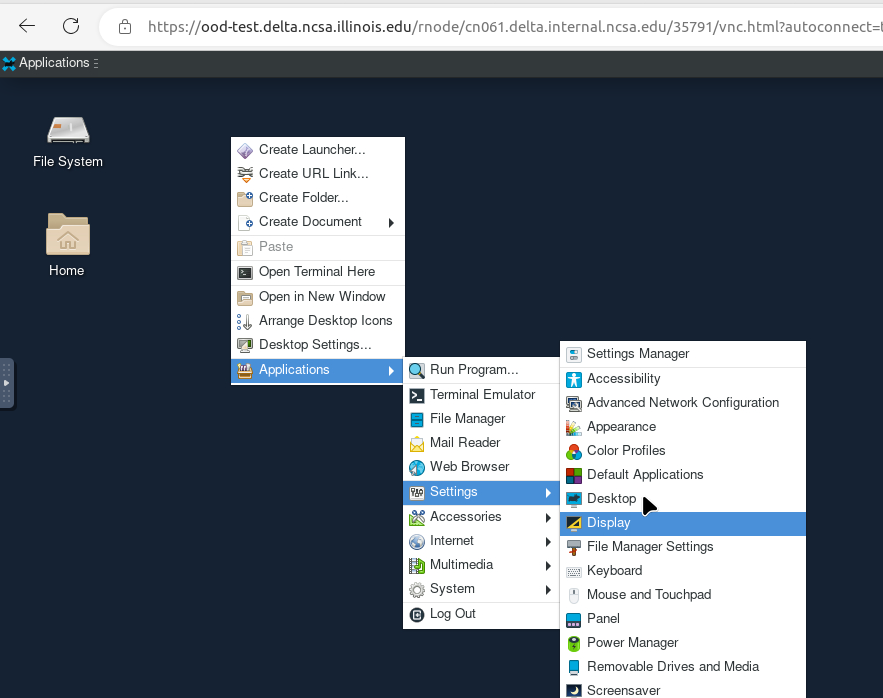 https://ood-test.delta.ncsa.illinois.edu/rnode/cn061.delta.internal.ncsa.edu/35791/vnc.html?autoconnect=t
Applications
File System
Home
Create Launcher...
Create URL Link...
Create Folder...
Create Document
Paste
Open Terminal Here
Open in New Window
Arrange Desktop Icons
Desktop Settings...
Applications
Run Program...
Terminal Emulator
File Manager
Mail Reader
Web Browser
Settings
Accessories
Internet
Multimedia
System
Log Out
Settings Manager
Accessibility
Advanced Network Configuration
Appearance
Color Profiles
Default Applications
Desktop
Display
File Manager Settings
Keyboard
Mouse and Touchpad
Panel
Power Manager
Removable Drives and Media
Screensaver